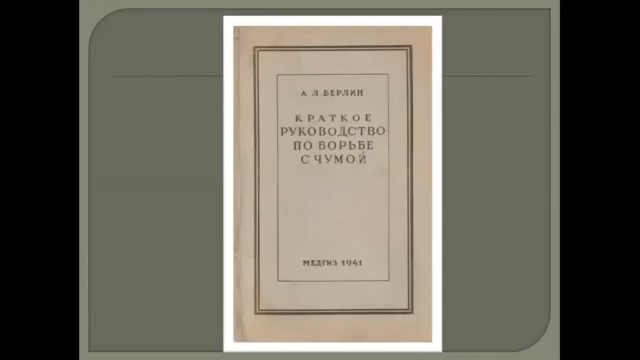 А. Л. БЕРЛИН
КРАТКОЕ
РУКОВОДСТВО
ПО БОРЬБЕ
С ЧУМОЙ
МЕДГИЗ 1941